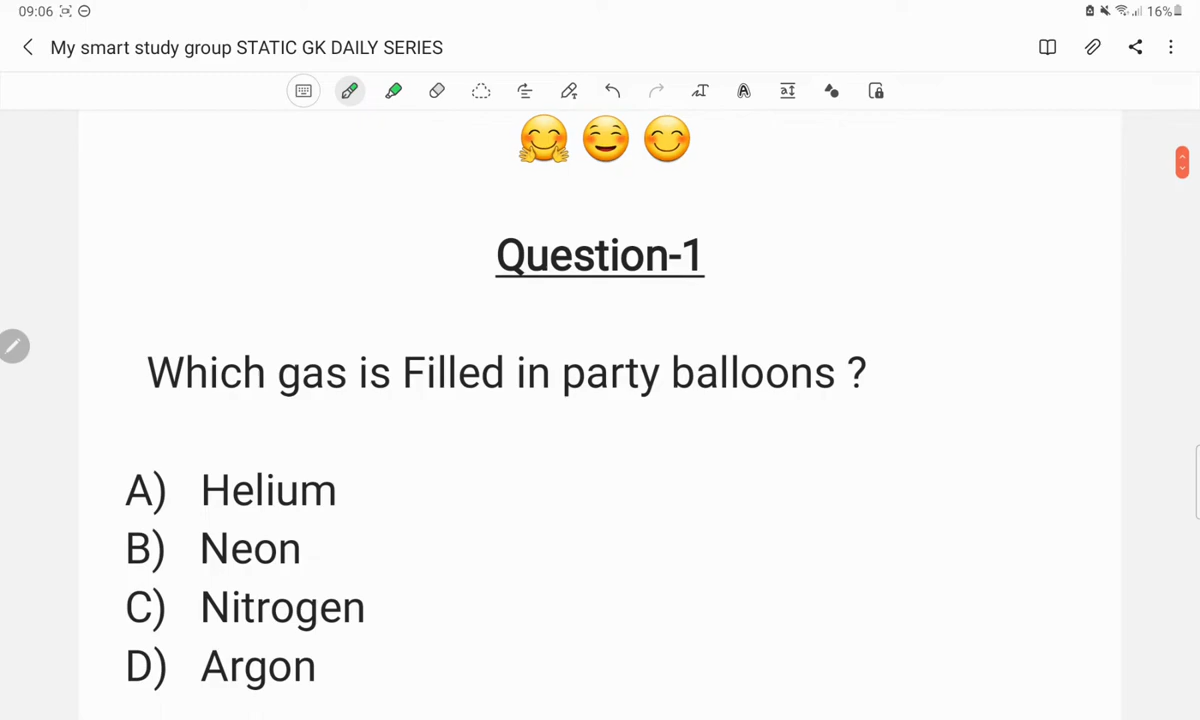 09:06 16%
My smart study group STATIC GK DAILY SERIES
Question-1
Which gas is Filled in party balloons ?
A) Helium
B) Neon
C) Nitrogen
D) Argon